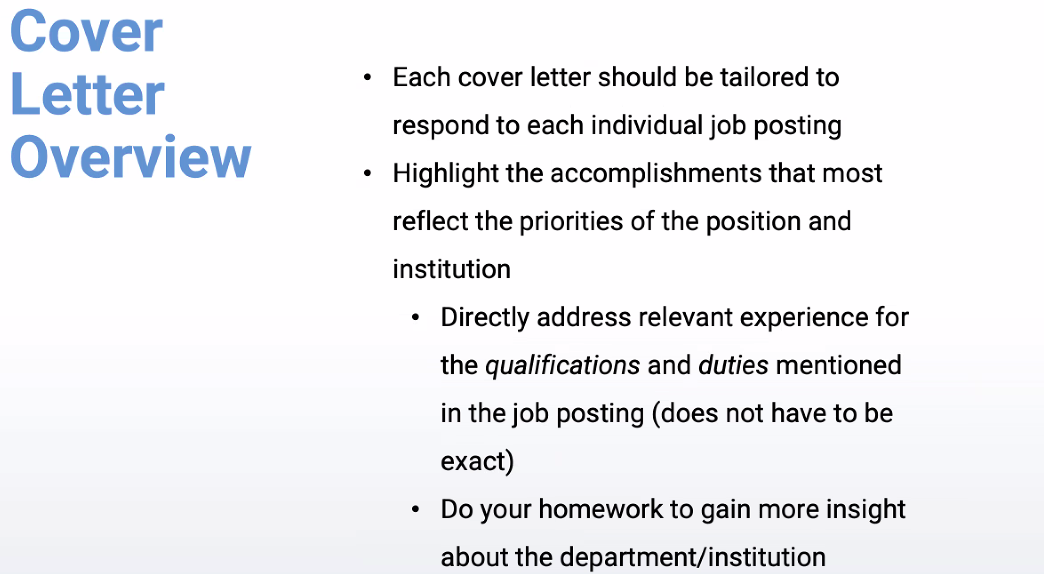 Cover
Letter
Overview
• Each cover letter should be tailored to
respond to each individual job posting
• Highlight the accomplishments that most
reflect the priorities of the position and
institution
• Directly address relevant experience for
the qualifications and duties mentioned
in the job posting (does not have to be
exact)
• Do your homework to gain more insight
about the department/institution